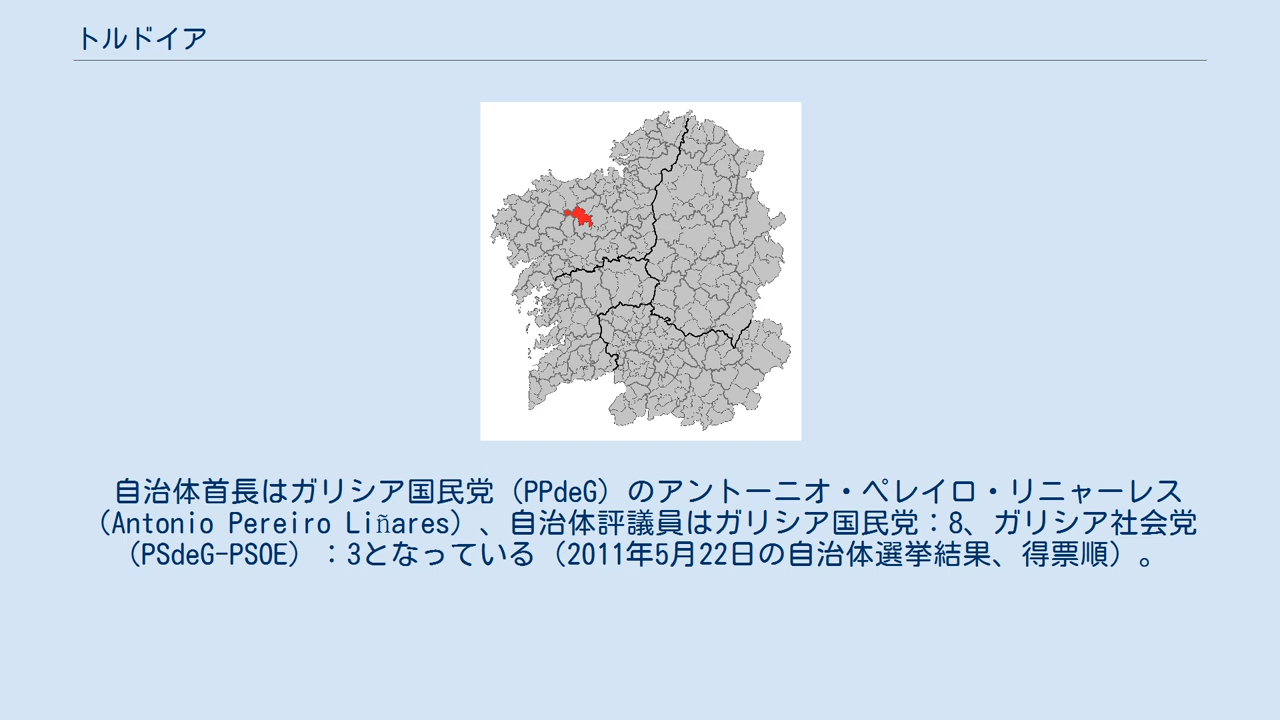 トルドイア
自治体首長はガリシア国民党（PPdeG）のアントーニオ・ペレイロ・リニャーレス
（Antonio Pereiro Liñares）、自治体評議員はガリシア国民党：8、ガリシア社会党
（PSdeG-PSOE）：3となっている（2011年5月22日の自治体選挙結果、得票順）。